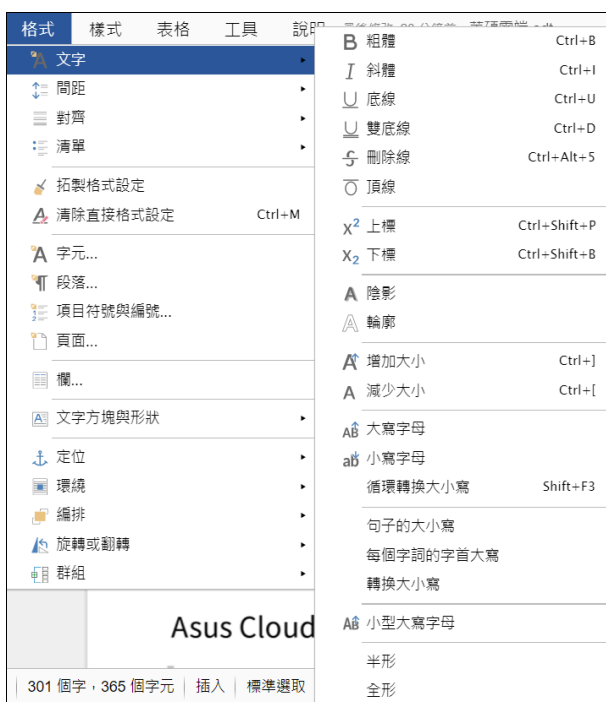 格式 樣式 表格 工具 說明
文字
間距
對齊
清單
拓製格式設定
清除直接格式設定 Ctrl+M
字元...
段落...
項目符號與編號...
頁面...
欄...
文字方塊與形狀
定位
環繞
編排
旋轉或翻轉
群組
粗體 Ctrl+B
斜體 Ctrl+I
底線 Ctrl+U
雙底線 Ctrl+D
刪除線 Ctrl+Alt+5
頂線
上標 Ctrl+Shift+P
下標 Ctrl+Shift+B
陰影
輪廓
增加大小 Ctrl+]
減少大小 Ctrl+[
大寫字母
小寫字母
循環轉換大小寫 Shift+F3
句子的大小寫
每個字詞的字首大寫
轉換大小寫
小型大寫字母
半形
全形
Asus Cloud
301 個字，365 個字元 插入 標準選取